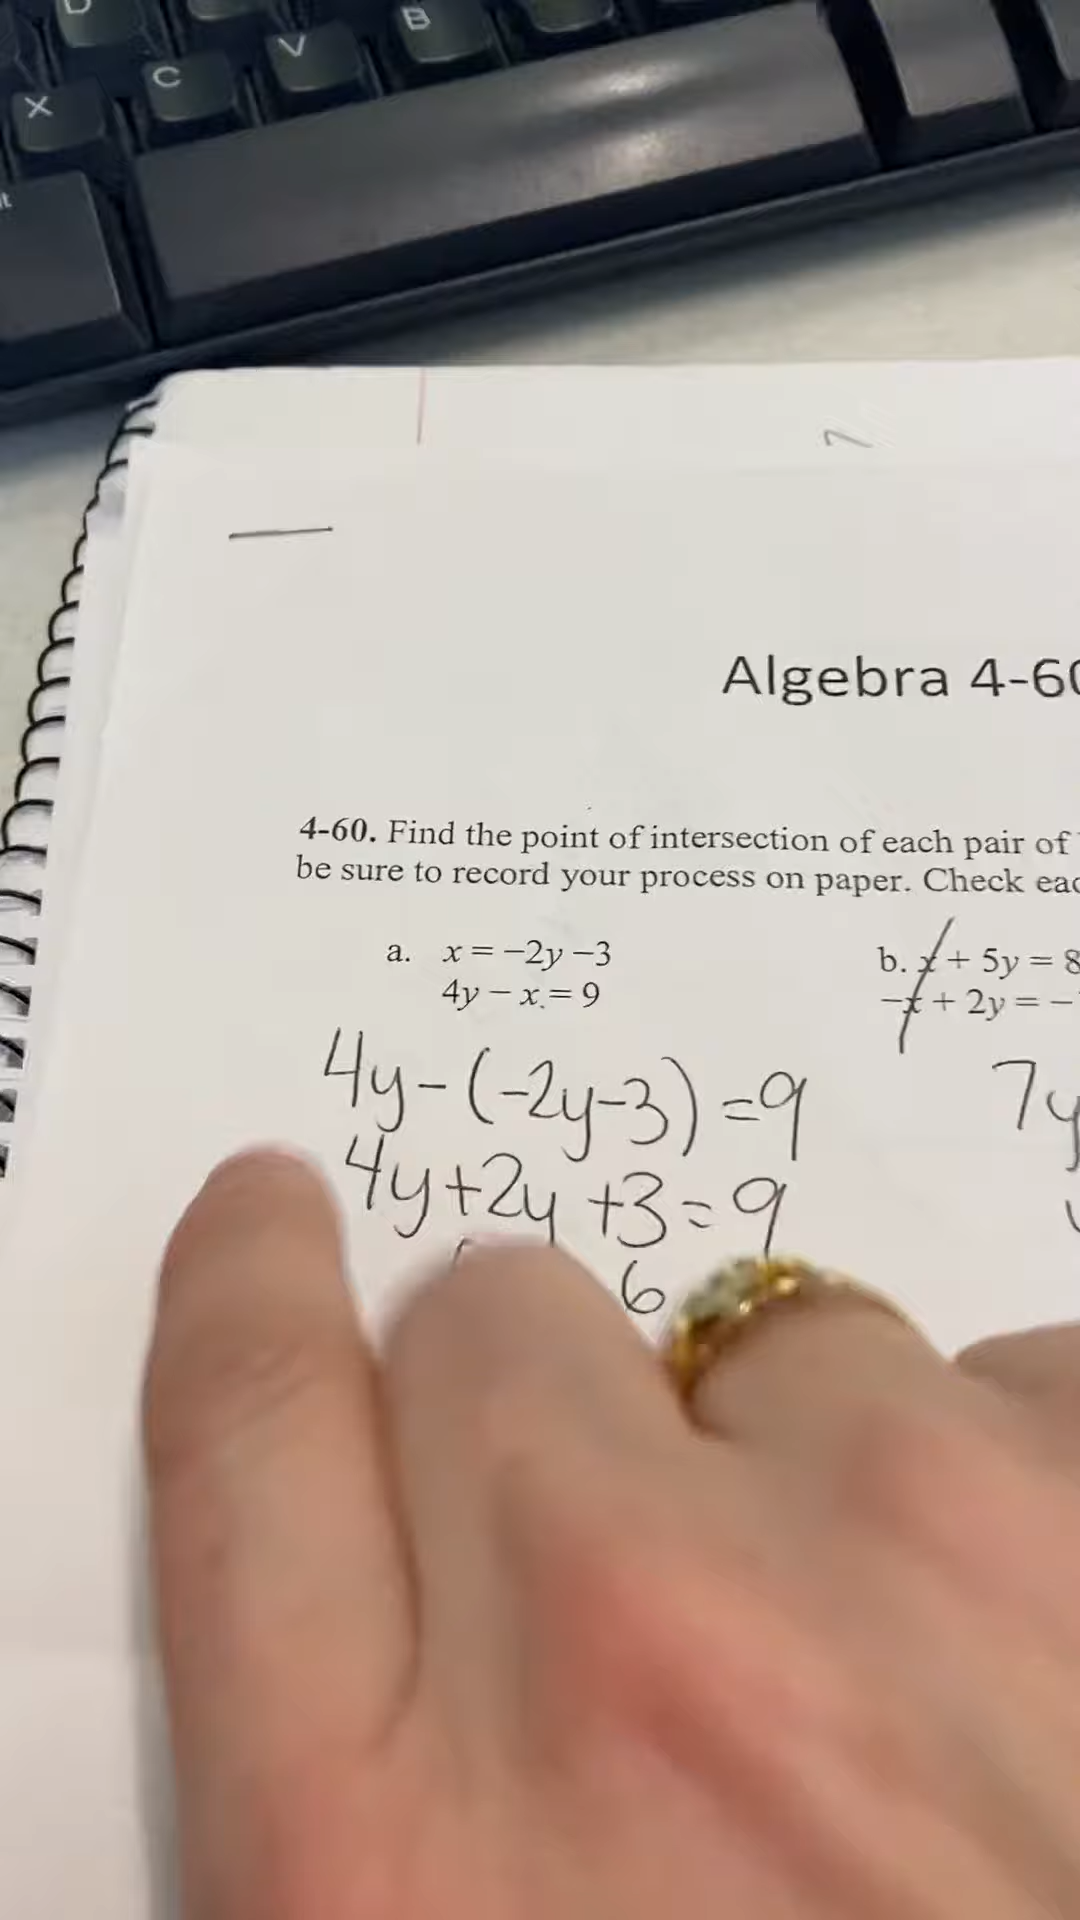 B
V
C
X
Algebra 4-60
4-60. Find the point of intersection of each pair of
be sure to record your process on paper. Check
a. x = −2y −3
4y − x = 9
b. x + 5y = 8
−x + 2y = −
4y-(-2y-3)=9
7y
4y+2y +3=9
6